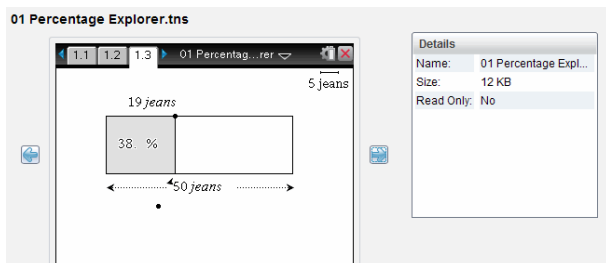 01 Percentage Explorer.tns
1.1 1.2 1.3 01 Percentag...rer
5 jeans
19 jeans
38. %
50 jeans
Details
Name: 01 Percentage Expl...
Size: 12 KB
Read Only: No